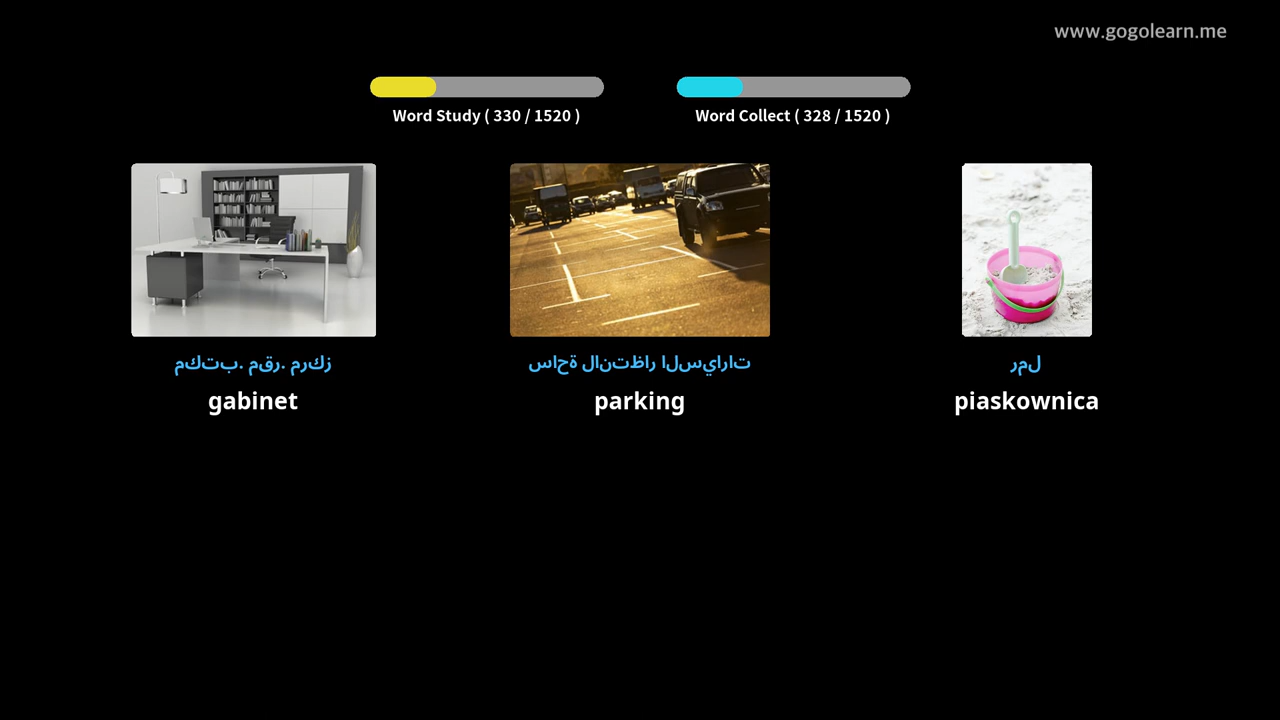 www.gogolearn.me
Word Study ( 330 / 1520 )
Word Collect ( 328 / 1520 )
مكتب. مقر. مركز
ساحة لانتظار السيارات
رمل
gabinet
parking
piaskownica